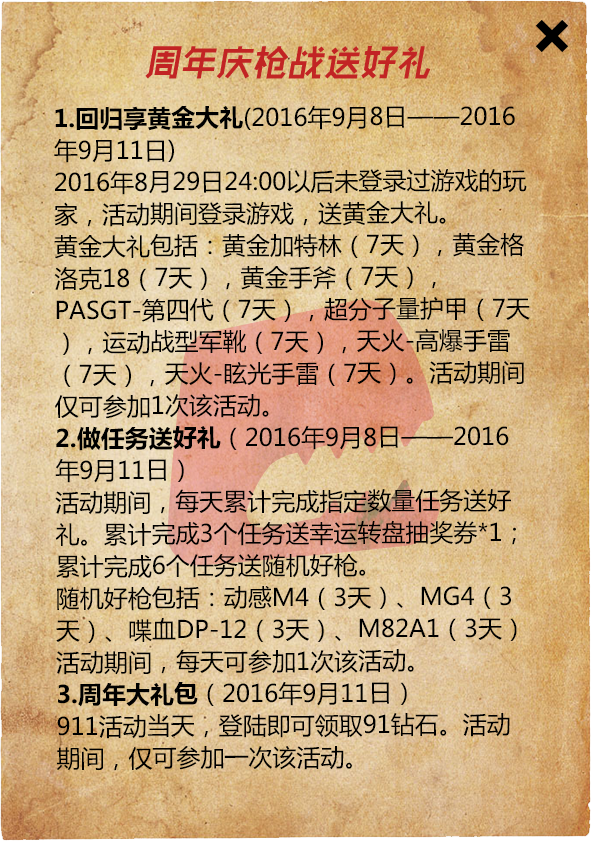 周年庆枪战送好礼
1.回归享黄金大礼(2016年9月8日——2016
年9月11日)
2016年8月29日24:00以后未登录过游戏的玩
家，活动期间登录游戏，送黄金大礼。
黄金大礼包括：黄金加特林（7天），黄金格
洛克18（7天），黄金手斧（7天），
PASGT-第四代（7天），超分子量护甲（7天
），运动战型军靴（7天），天火-高爆手雷
（7天），天火-眩光手雷（7天）。活动期间
仅可参加1次该活动。
2.做任务送好礼（2016年9月8日——2016
年9月11日）
活动期间，每天累计完成指定数量任务送好
礼。累计完成3个任务送幸运转盘抽奖券*1；
累计完成6个任务送随机好枪。
随机好枪包括：动感M4（3天）、MG4（3
天）、喋血DP-12（3天）、M82A1（3天）
活动期间，每天可参加1次该活动。
3.周年大礼包（2016年9月11日）
911活动当天，登陆即可领取91钻石。活动
期间，仅可参加一次该活动。